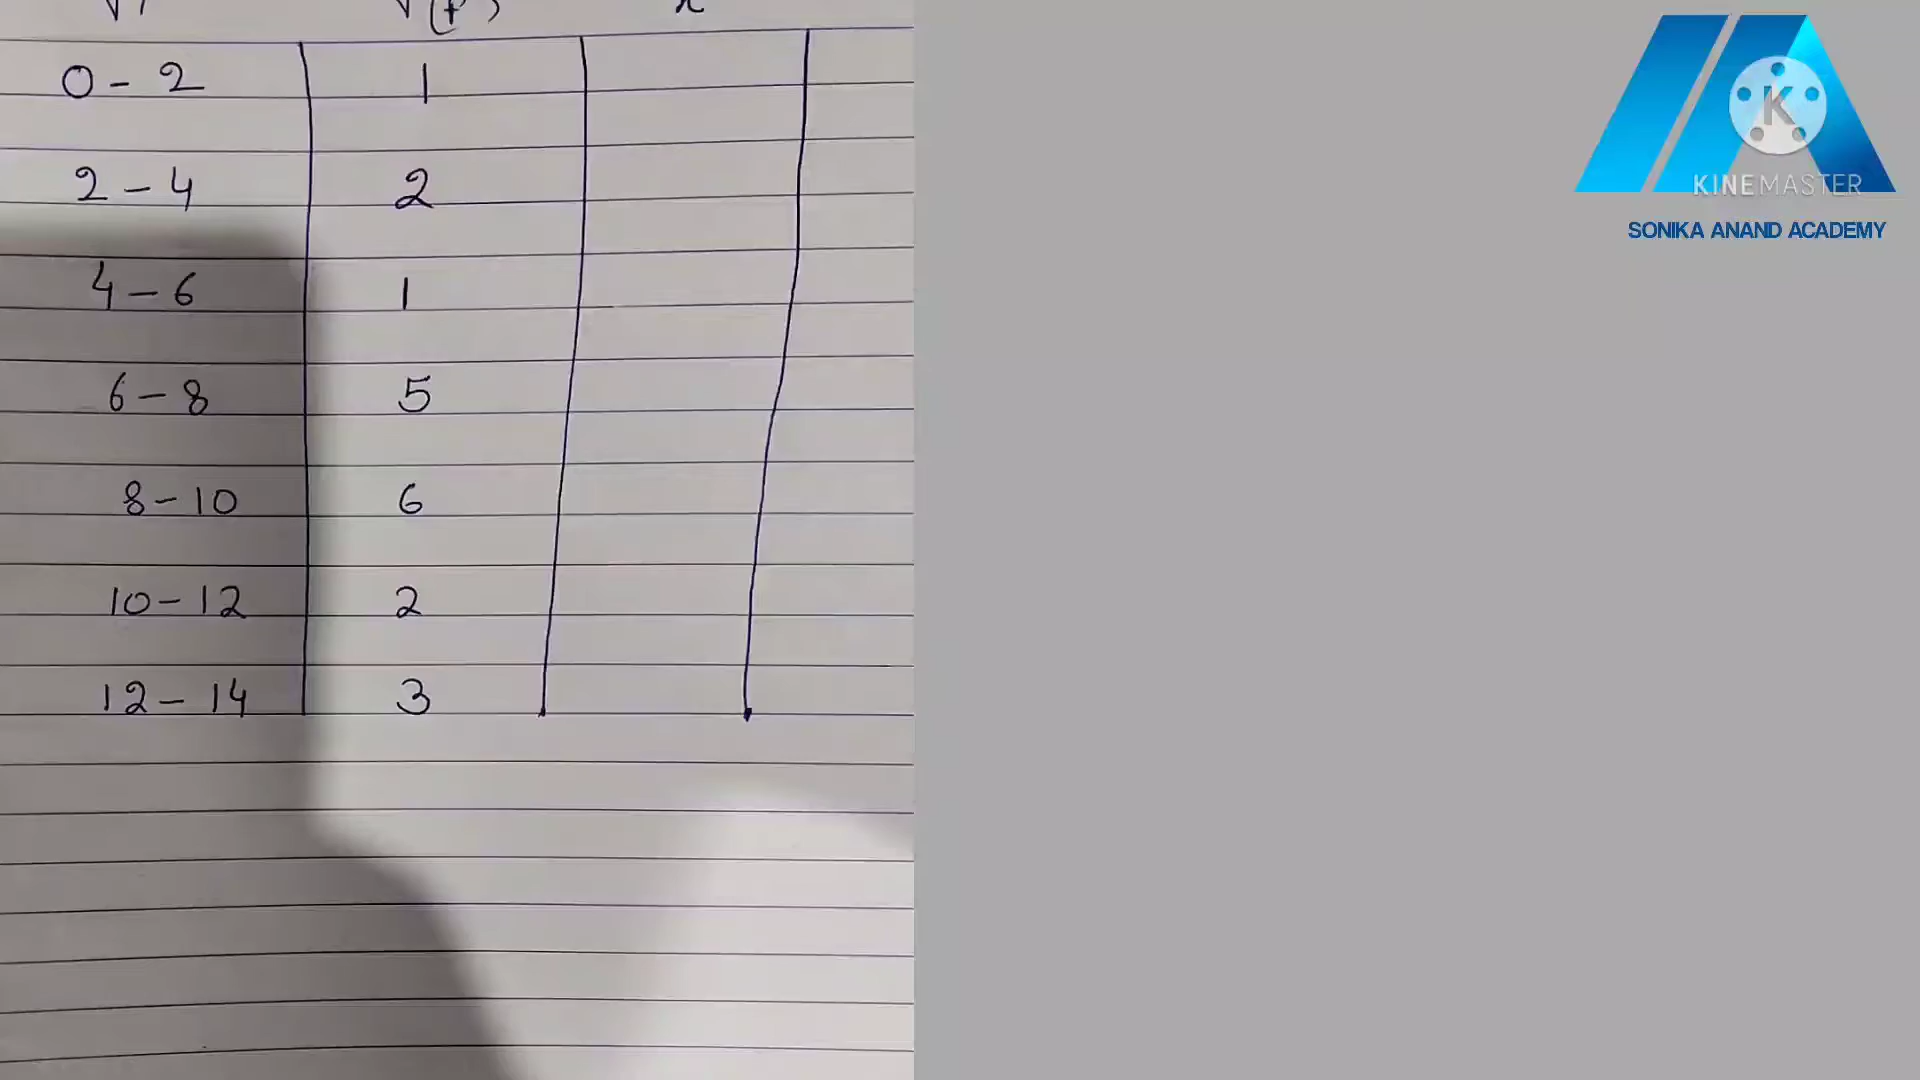 (f) x
0 - 2 1
2 - 4 2
4 - 6 1
6 - 8 5
8 - 10 6
10 - 12 2
12 - 14 3
K
KINEMASTER
SONIKA ANAND ACADEMY